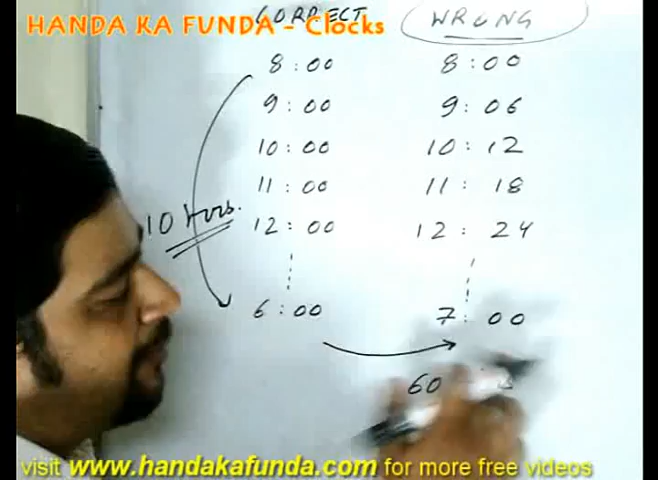 CORRECT WRONG
HANDA KA FUNDA - Clocks
8:00 8:00
9:00 9:06
10:00 10:12
11:00 11:18
10 hrs.
12:00 12:24
6:00 7:00
60
visit www.handakafunda.com for more free videos